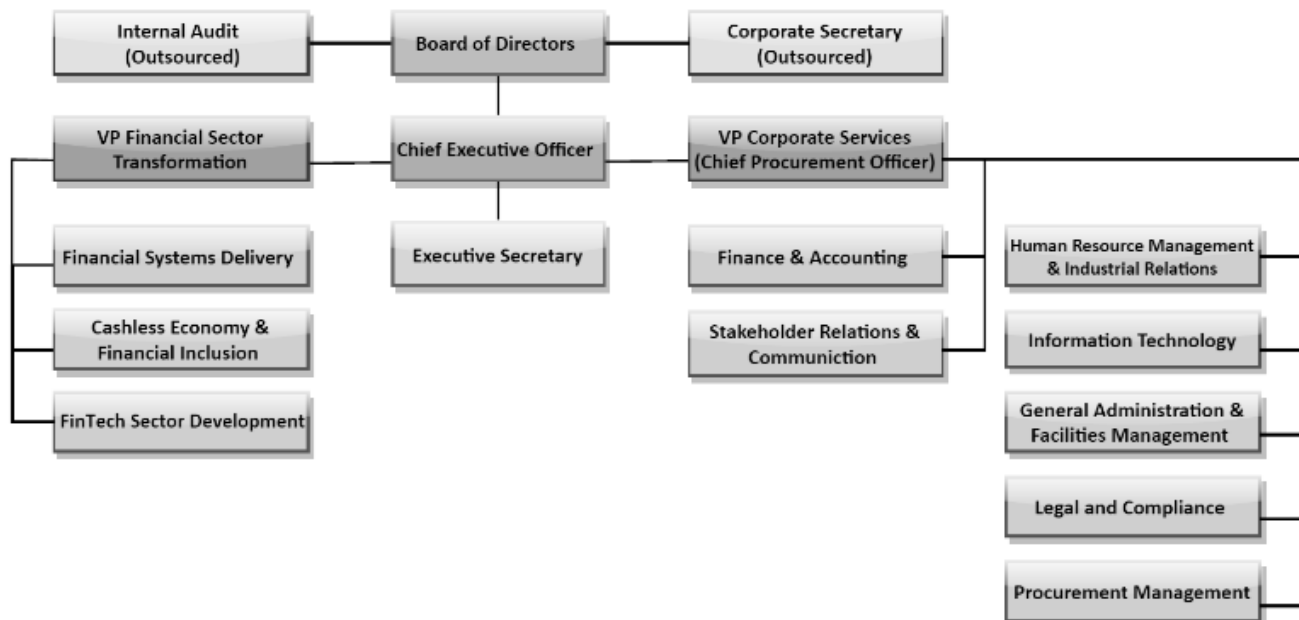 Internal Audit
(Outsourced)
Board of Directors
Corporate Secretary
(Outsourced)
VP Financial Sector
Transformation
Chief Executive Officer
VP Corporate Services
(Chief Procurement Officer)
Financial Systems Delivery
Executive Secretary
Finance & Accounting
Human Resource Management
& Industrial Relations
Cashless Economy &
Financial Inclusion
Stakeholder Relations &
Communiction
Information Technology
FinTech Sector Development
General Administration &
Facilities Management
Legal and Compliance
Procurement Management